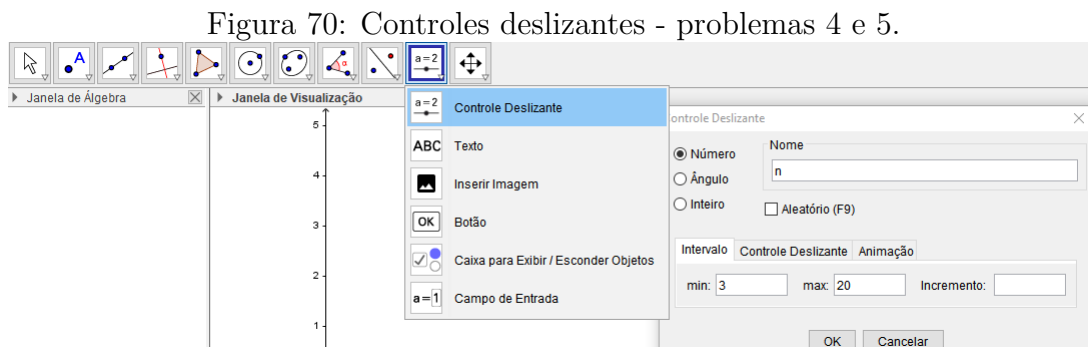 Figura 70: Controles deslizantes - problemas 4 e 5.
A
α
a=2
Janela de Álgebra
Janela de Visualização
5
4
3
2
1
a=2 Controle Deslizante
ABC Texto
Inserir Imagem
OK Botão
Caixa para Exibir / Esconder Objetos
a=1 Campo de Entrada
ontrole Deslizante
Número
Ângulo
Inteiro
Nome
n
Aleatório (F9)
Intervalo Controle Deslizante Animação
min: 3 max: 20 Incremento:
OK Cancelar